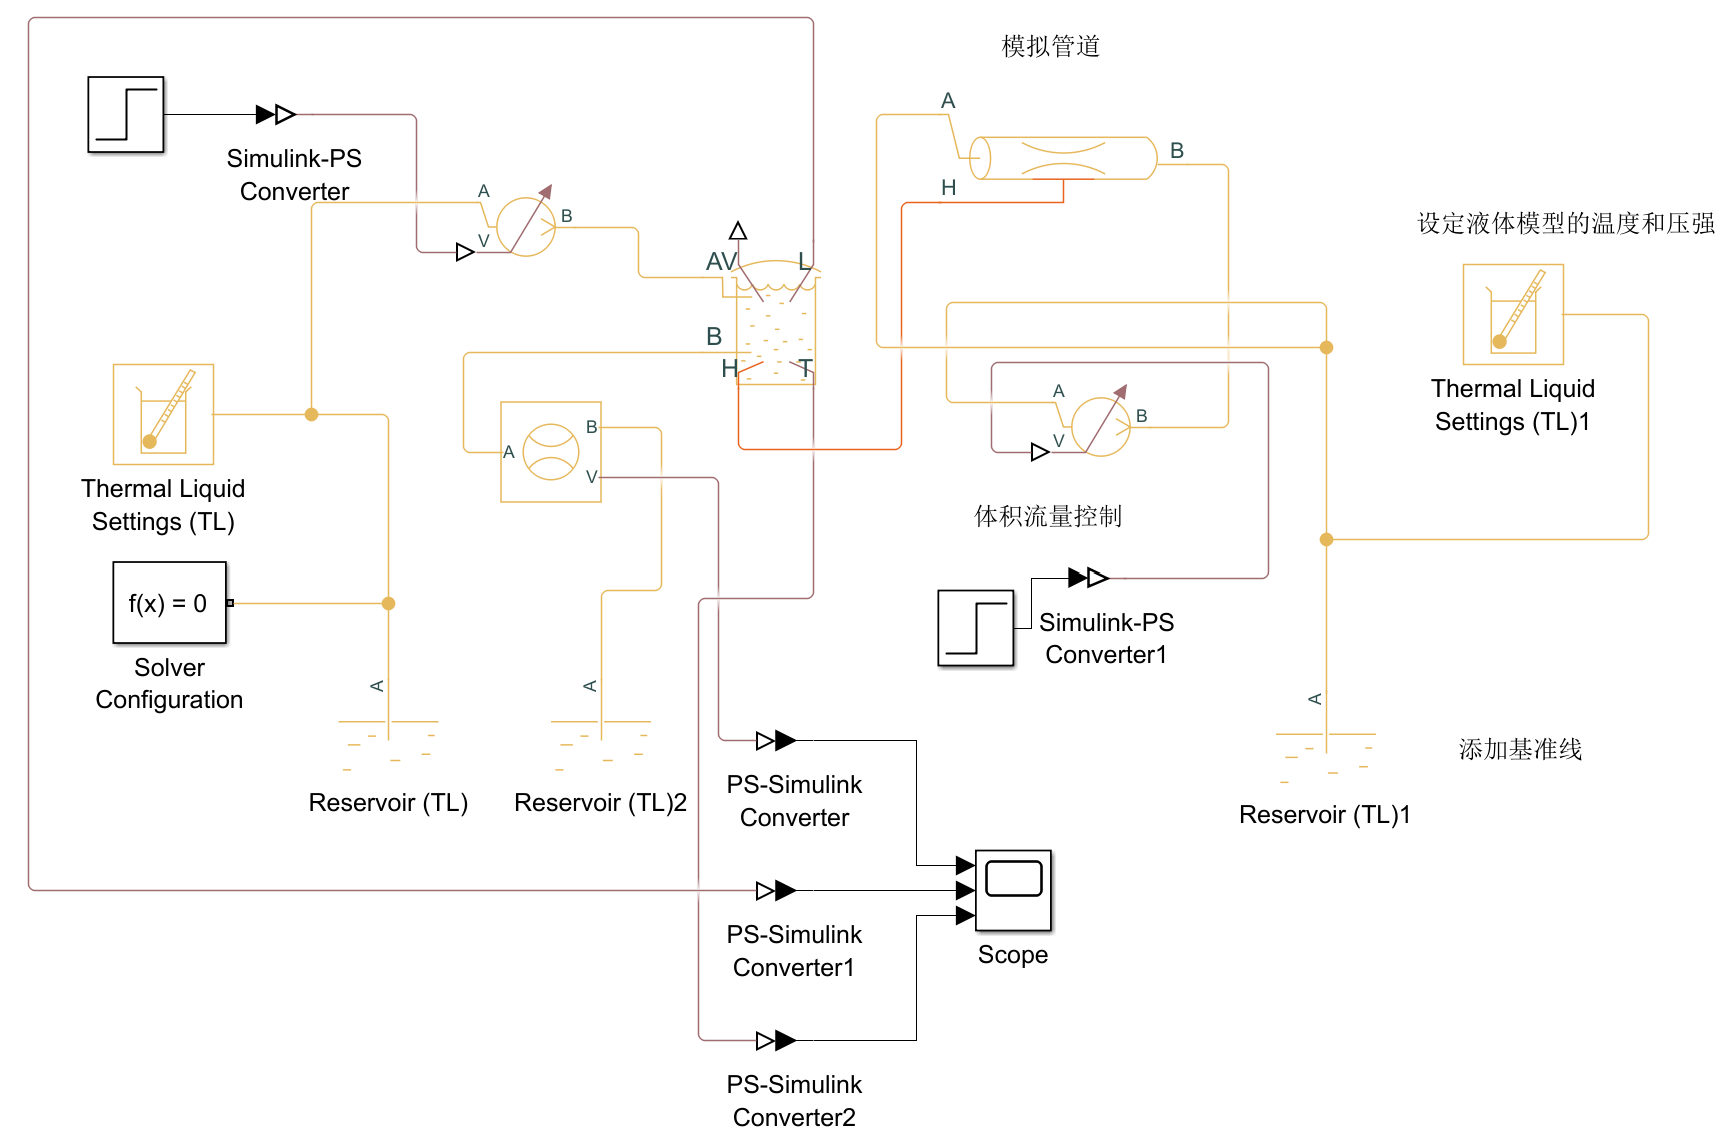 模拟管道
A
B
H
Simulink-PS
Converter
A
B
V
设定液体模型的温度和压强
AV
L
B
H
T
Thermal Liquid
Settings (TL)1
A
B
V
A
B
V
Thermal Liquid
Settings (TL)
体积流量控制
f(x) = 0
Solver
Configuration
Simulink-PS
Converter1
A
A
A
Reservoir (TL)
Reservoir (TL)2
添加基准线
Reservoir (TL)1
PS-Simulink
Converter
PS-Simulink
Converter1
Scope
PS-Simulink
Converter2